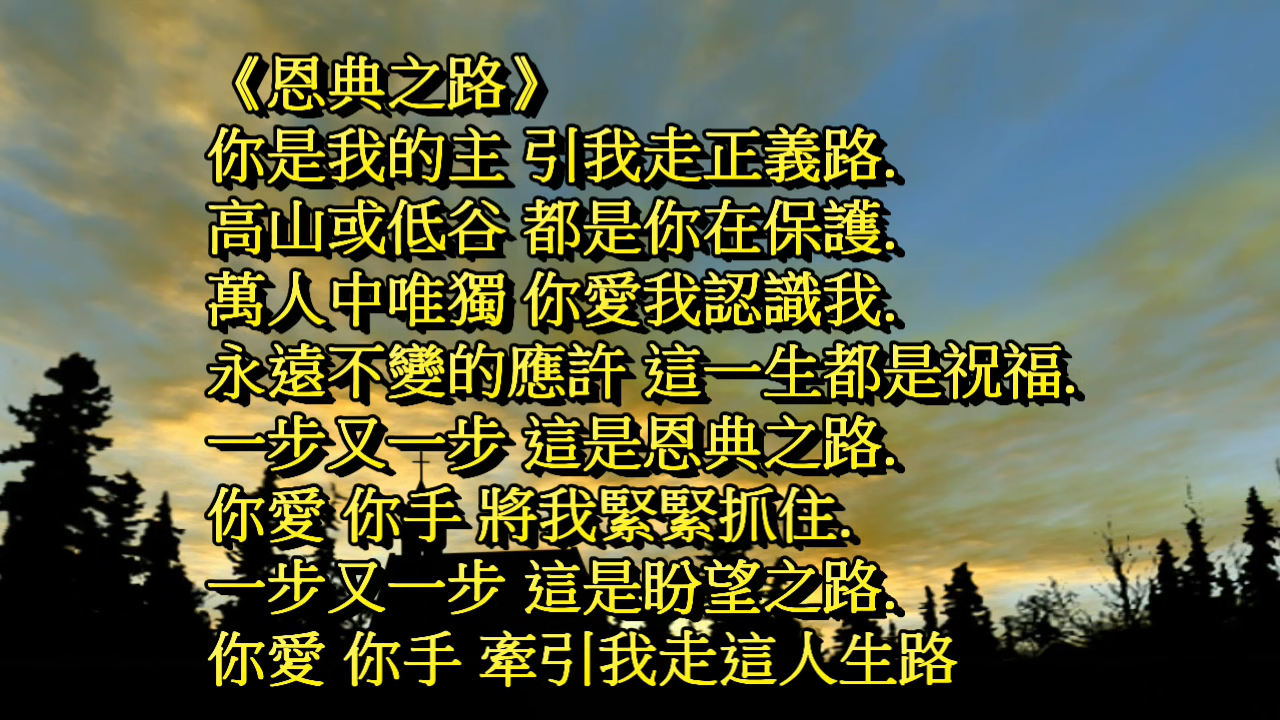 《恩典之路》
你是我的主 引我走正義路.
高山或低谷 都是你在保護.
萬人中唯獨 你愛我認識我.
永遠不變的應許 這一生都是祝福.
一步又一步 這是恩典之路.
你愛 你手 將我緊緊抓住.
一步又一步 這是盼望之路.
你愛 你手 牽引我走這人生路